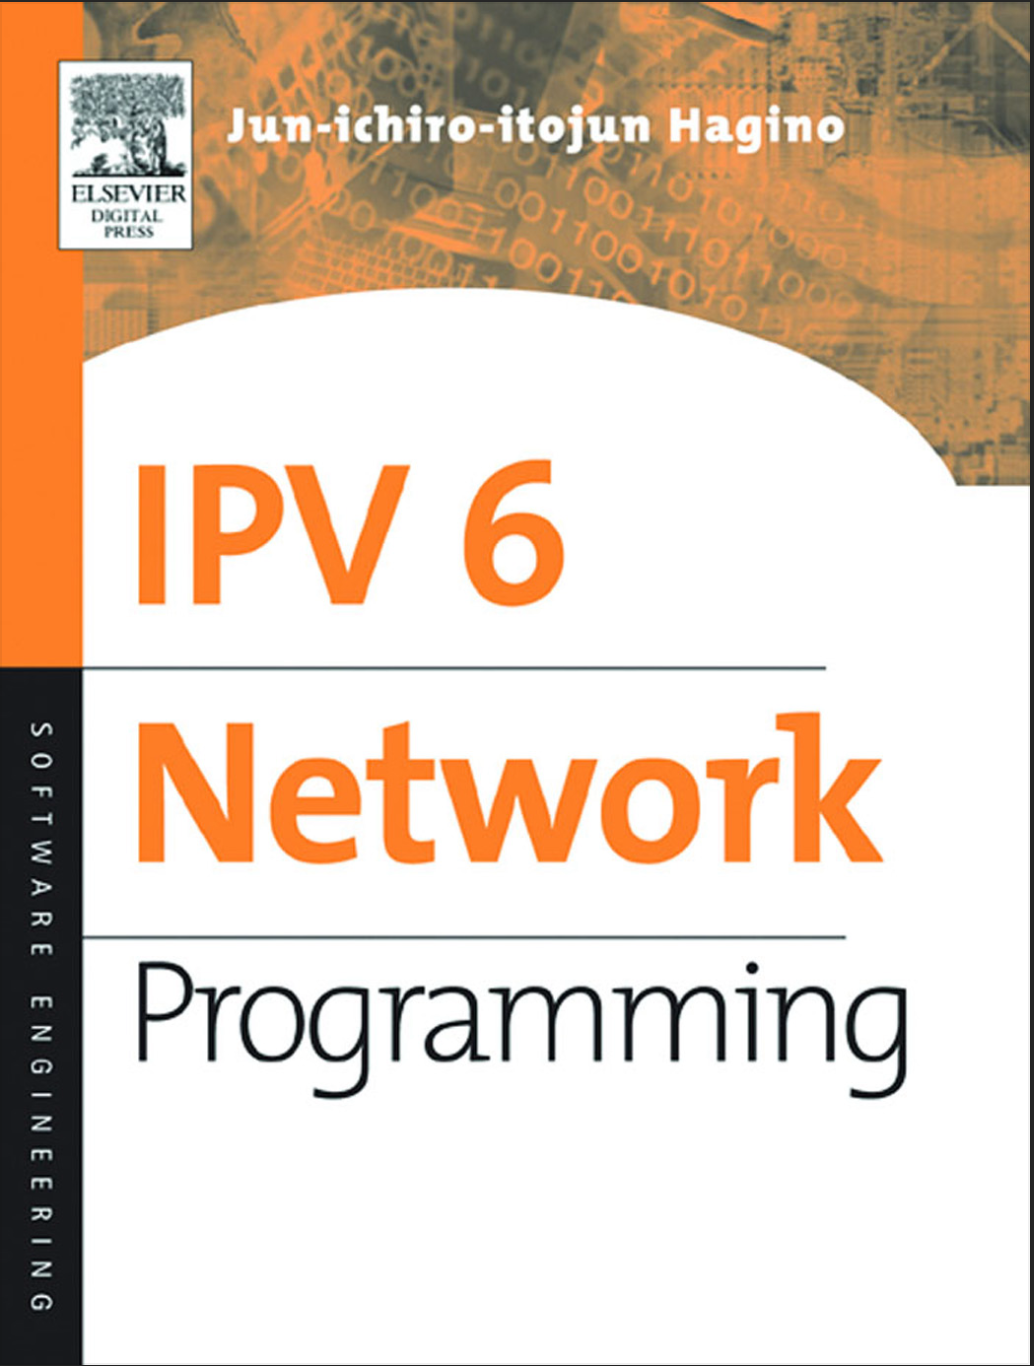 Jun-ichiro-itojun Hagino
ELSEVIER
DIGITAL
PRESS
IPV 6
Network
Programming
SOFTWARE ENGINEERING